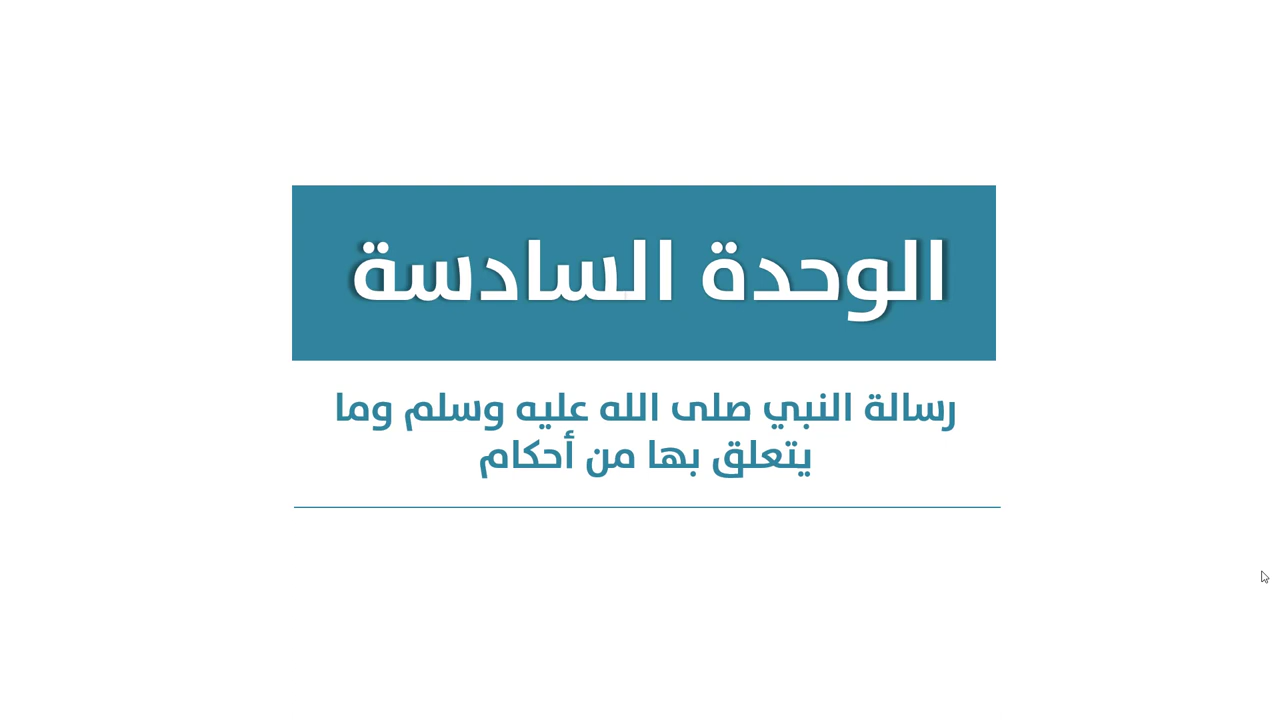 الوحدة السادسة
رسالة النبي صلى الله عليه وسلم وما
يتعلق بها من أحكام